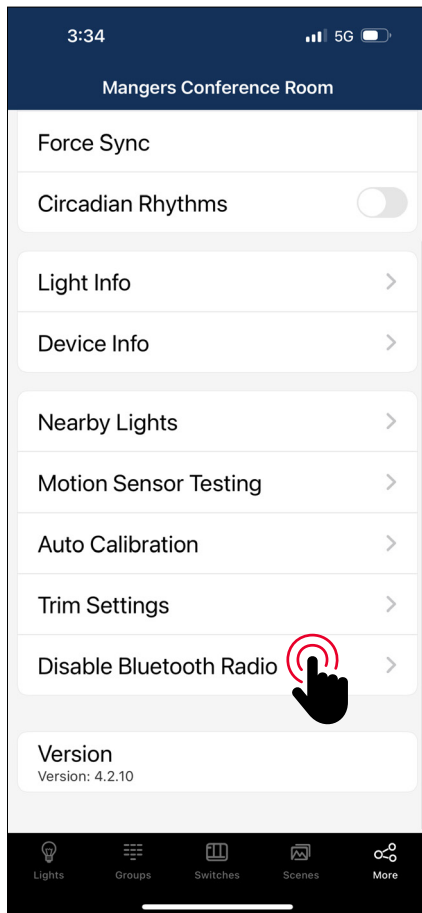 3:34
5G
Mangers Conference Room
Force Sync
Circadian Rhythms
Light Info
Device Info
Nearby Lights
Motion Sensor Testing
Auto Calibration
Trim Settings
Disable Bluetooth Radio
Version
Version: 4.2.10
Lights
Groups
Switches
Scenes
More